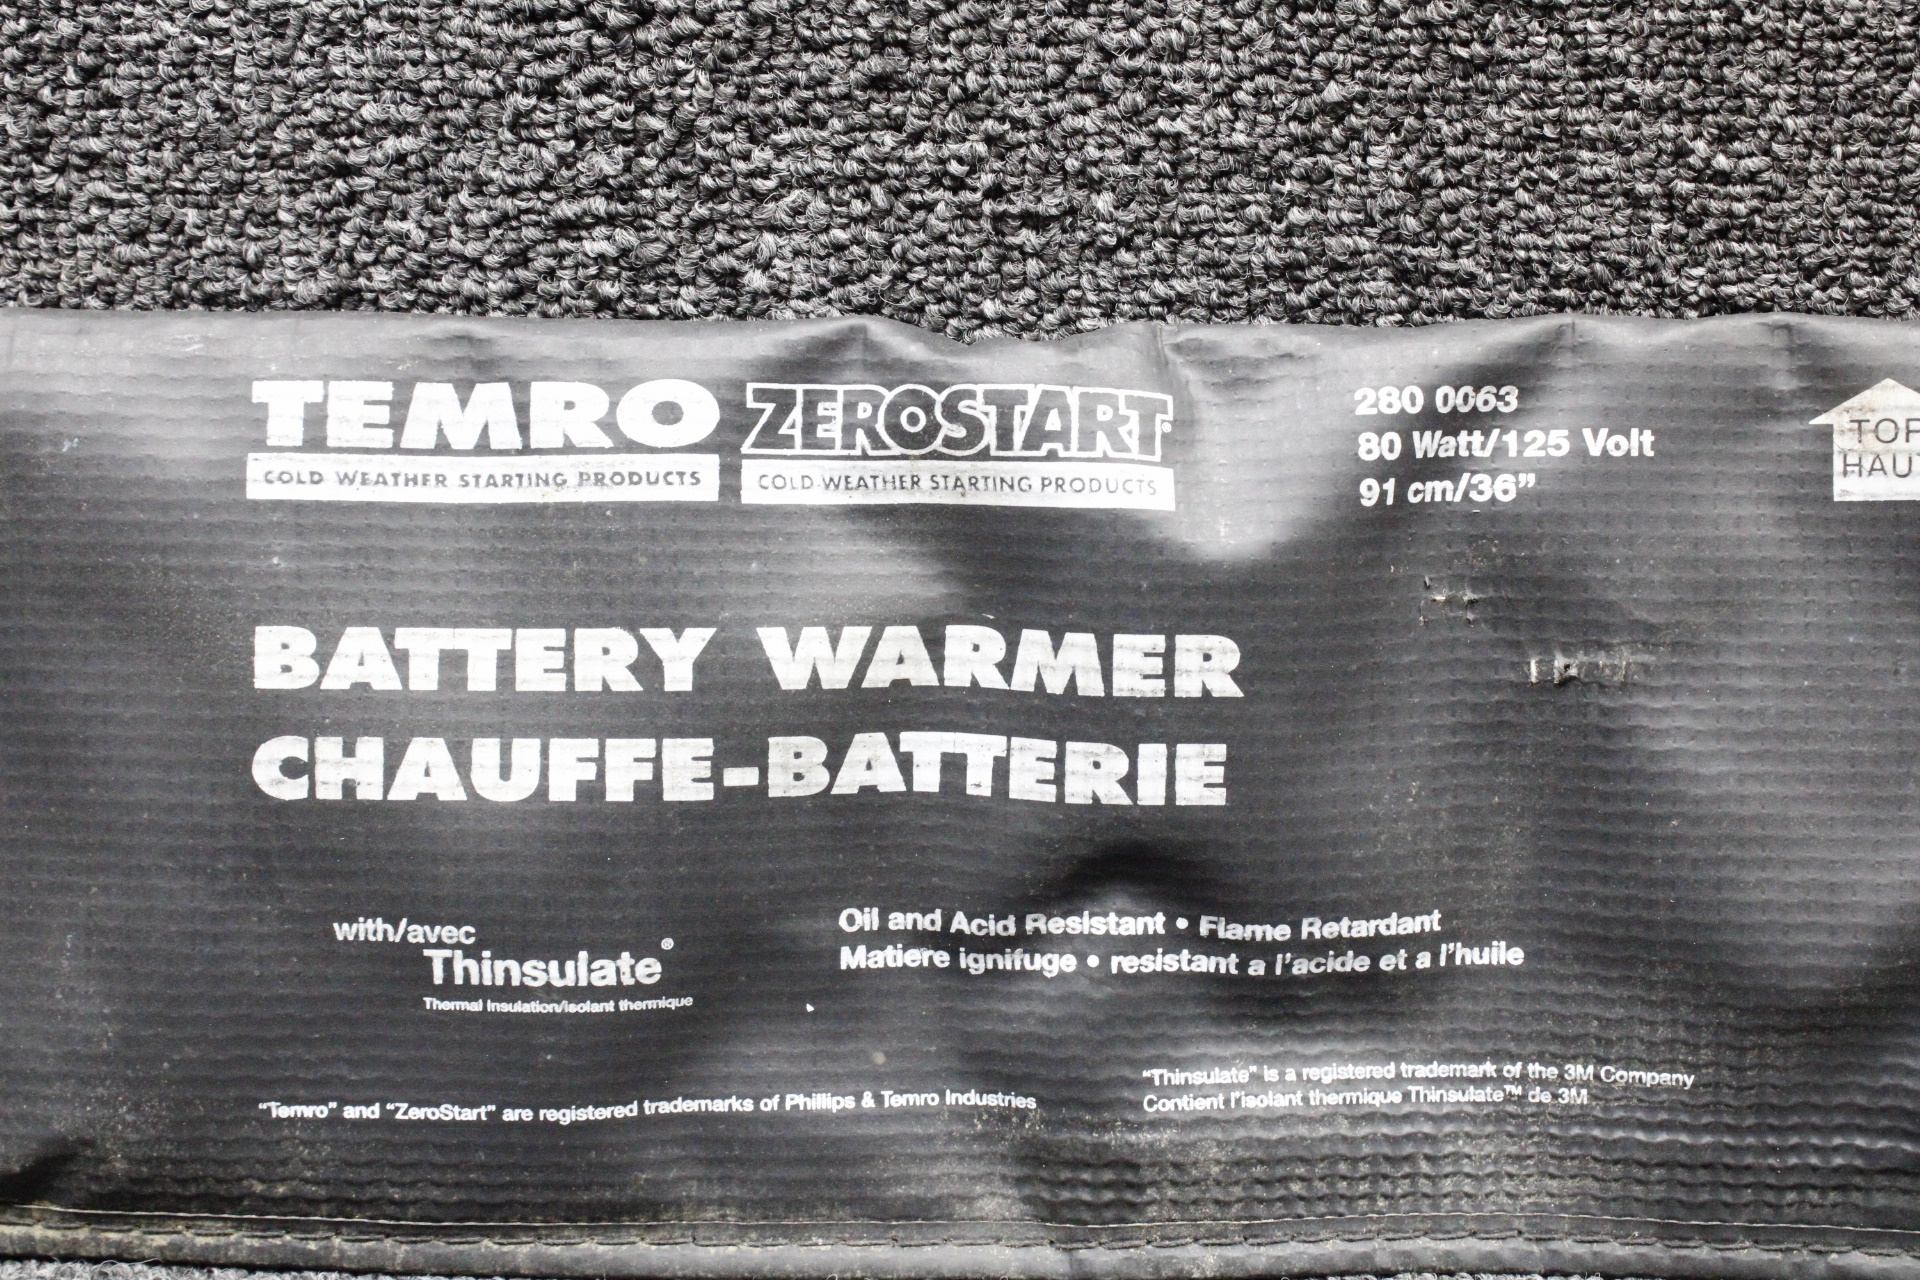 TEMRO
COLD WEATHER STARTING PRODUCTS
ZEROSTART®
COLD WEATHER STARTING PRODUCTS
280 0063
80 Watt/125 Volt
91 cm/36”
TOP
HAUT
BATTERY WARMER
CHAUFFE-BATTERIE
with/avec
Thinsulate®
Thermal Insulation/isolant thermique
Oil and Acid Resistant • Flame Retardant
Matiere ignifuge • resistant a l'acide et a l'huile
“Temro” and “ZeroStart” are registered trademarks of Phillips & Temro Industries
“Thinsulate” is a registered trademark of the 3M Company
Contient l'isolant thermique Thinsulate™ de 3M